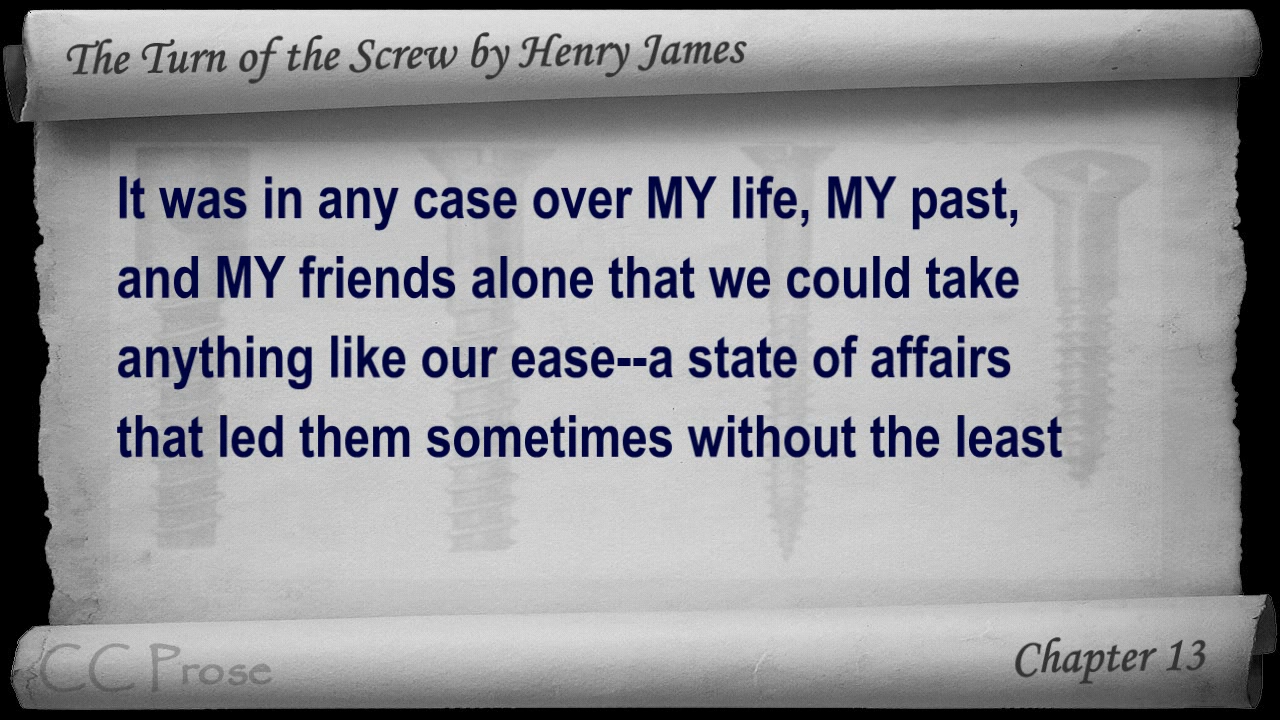 The Turn of the Screw by Henry James
It was in any case over MY life, MY past,
and MY friends alone that we could take
anything like our ease--a state of affairs
that led them sometimes without the least
CC Prose
Chapter 13